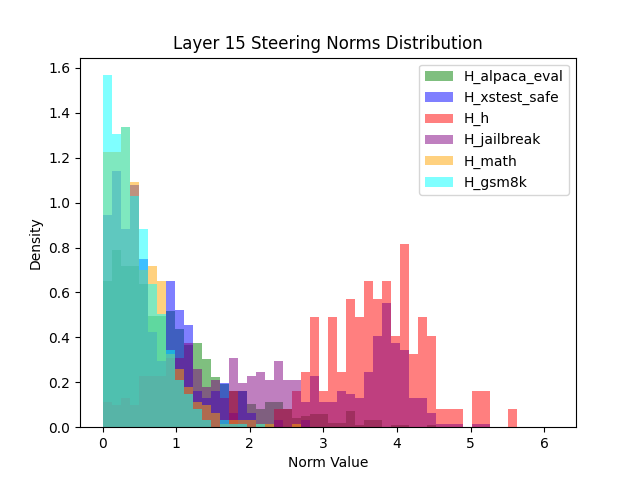 Layer 15 Steering Norms Distribution
Density
1.6
1.4
1.2
1.0
0.8
0.6
0.4
0.2
0.0
H_alpaca_eval
H_xstest_safe
H_h
H_jailbreak
H_math
H_gsm8k
0 1 2 3 4 5 6
Norm Value